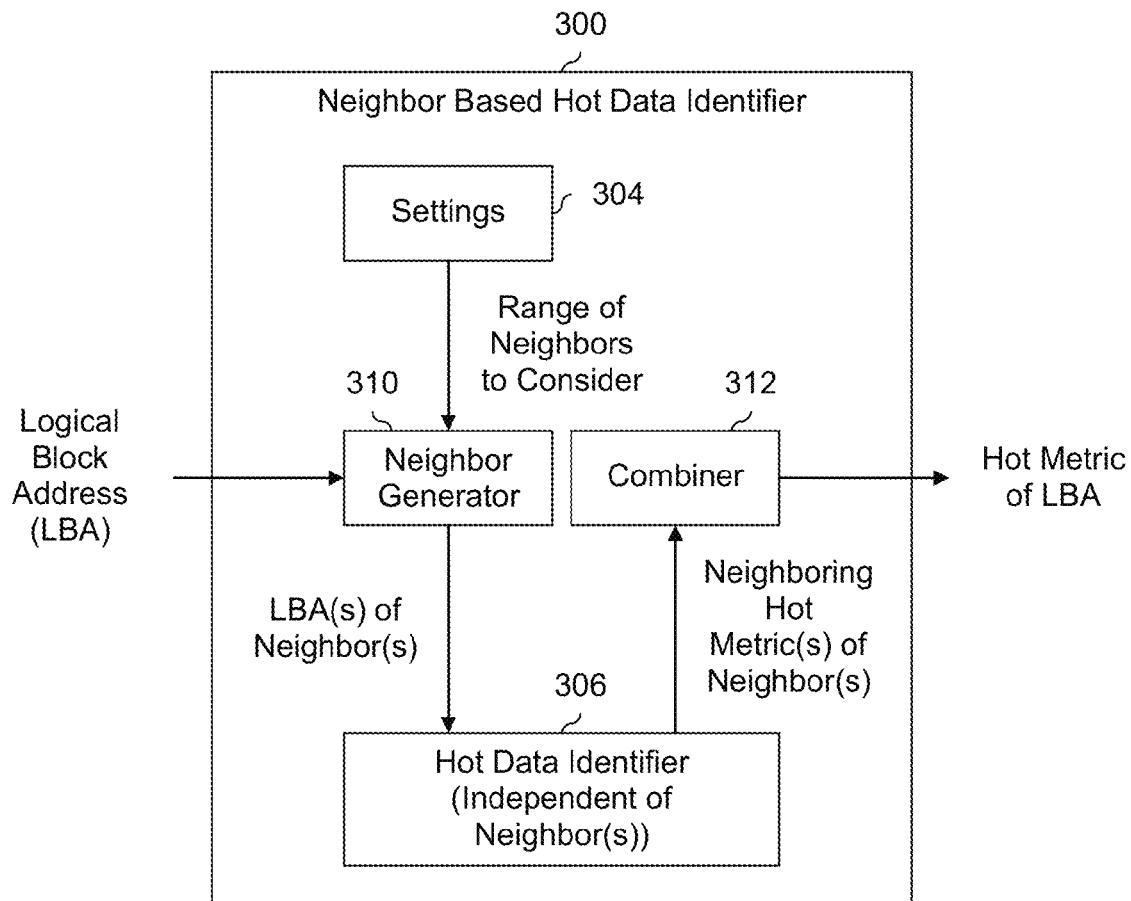 300
Neighbor Based Hot Data Identifier
Settings
304
Range of
Neighbors
to Consider
310
312
Logical
Block
Address
(LBA)
Neighbor
Generator
Combiner
Hot Metric
of LBA
LBA(s) of
Neighbor(s)
Neighboring
Hot
Metric(s) of
Neighbor(s)
306
Hot Data Identifier
(Independent of
Neighbor(s))